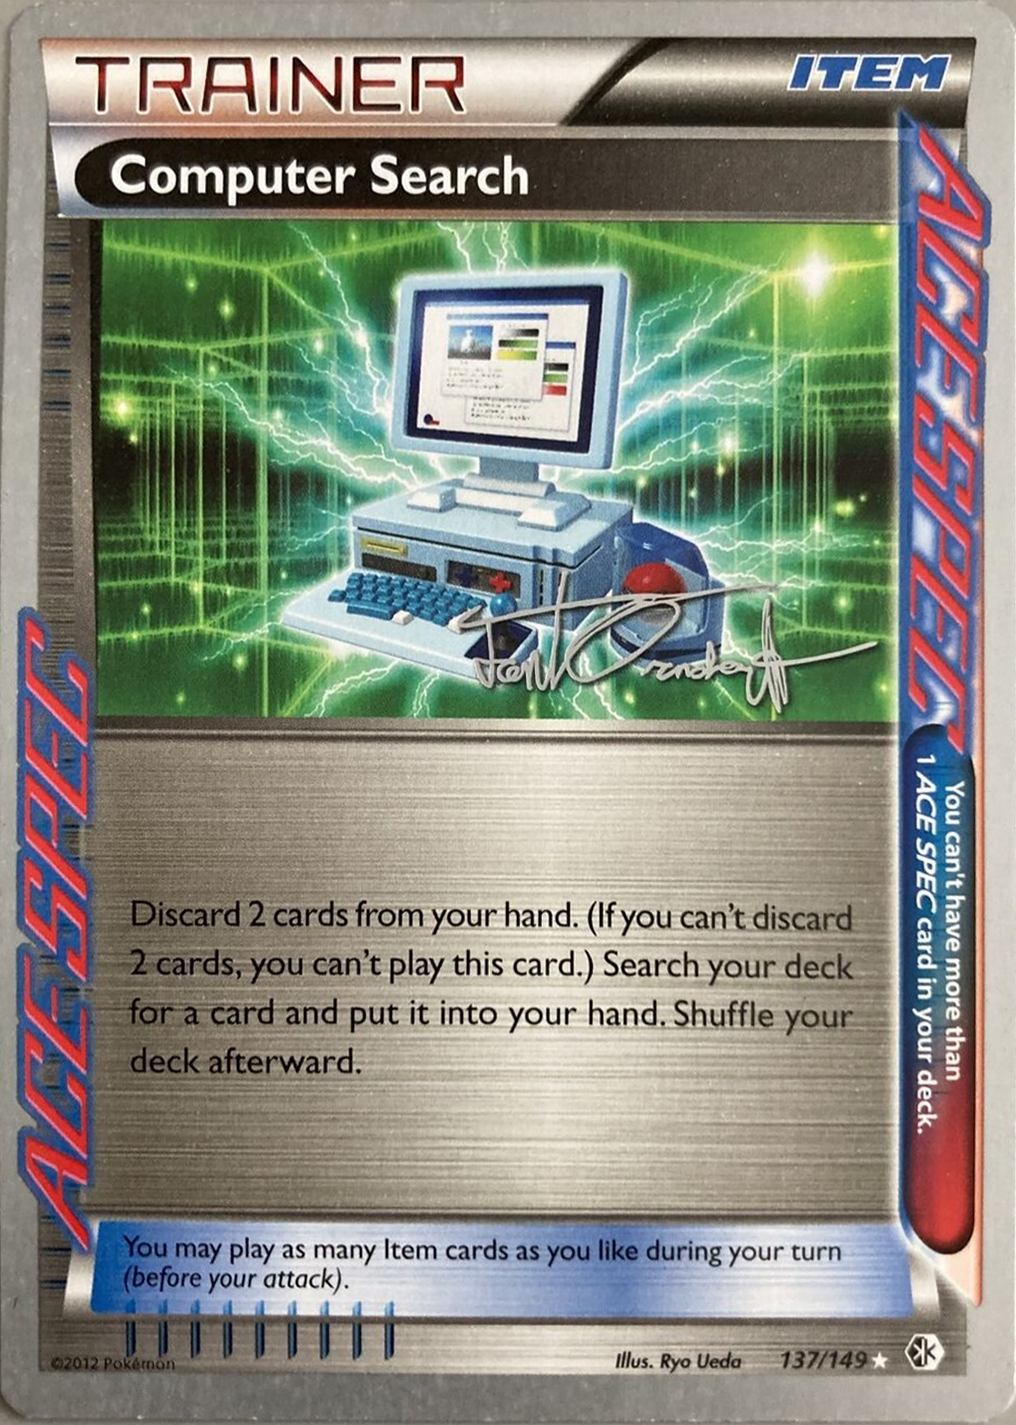 TRAINER
ITEM
Computer Search
ACE SPEC
ACE SPEC
You can't have more than
1 ACE SPEC card in your deck.
Discard 2 cards from your hand. (If you can't discard
2 cards, you can't play this card.) Search your deck
for a card and put it into your hand. Shuffle your
deck afterward.
You may play as many Item cards as you like during your turn
(before your attack).
©2012 Pokémon
Illus. Ryo Ueda
137/149